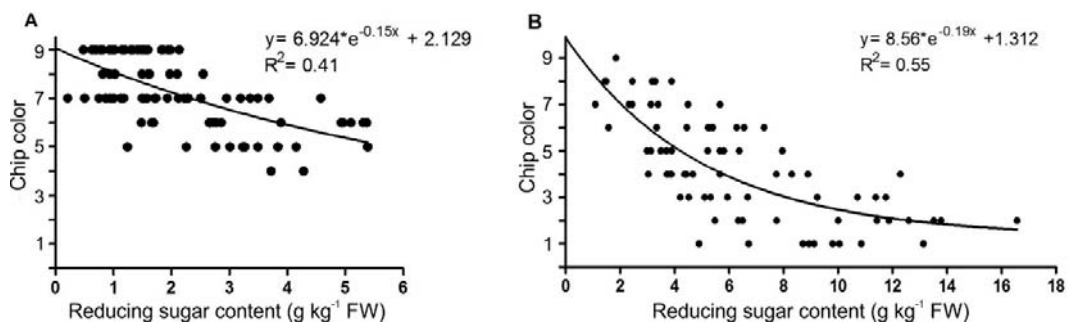 A
y= 6.924*e^-0.15x + 2.129
R²= 0.41
9
7
5
3
1
Chip color
0 1 2 3 4 5 6
Reducing sugar content (g kg⁻¹ FW)
B
y= 8.56*e^-0.19x +1.312
R²= 0.55
9
7
5
3
1
Chip color
0 2 4 6 8 10 12 14 16 18
Reducing sugar content (g kg⁻¹ FW)